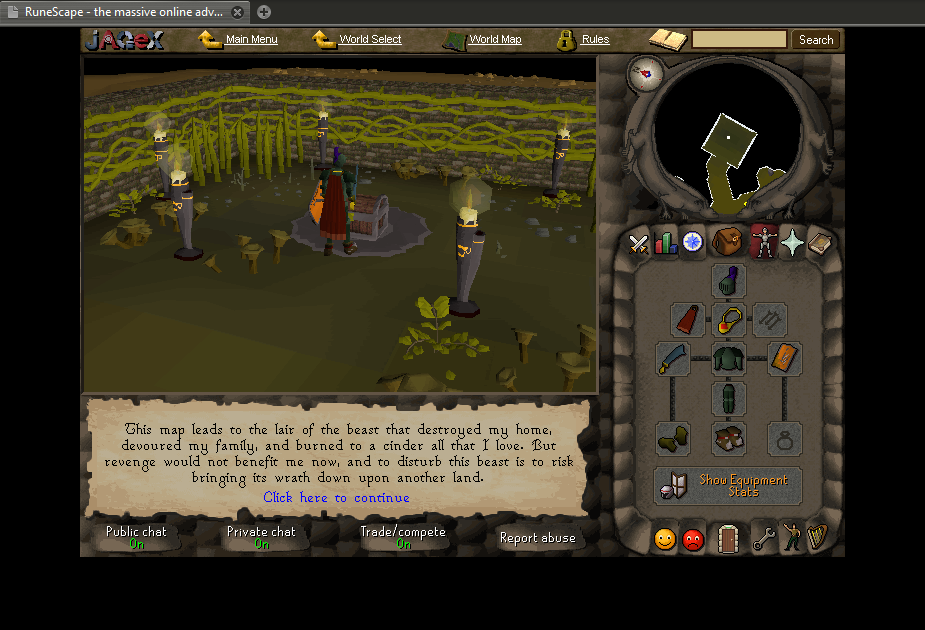 RuneScape - the massive online adv...
JAGEX
Main Menu
World Select
World Map
Rules
Search
This map leads to the lair of the beast that destroyed my home,
devoured my family, and burned to a cinder all that I love. But
revenge would not benefit me now, and to disturb this beast is to risk
bringing its wrath down upon another land.
Click here to continue
Show Equipment
Stats
Public chat
On
Private chat
On
Trade/compete
On
Report abuse